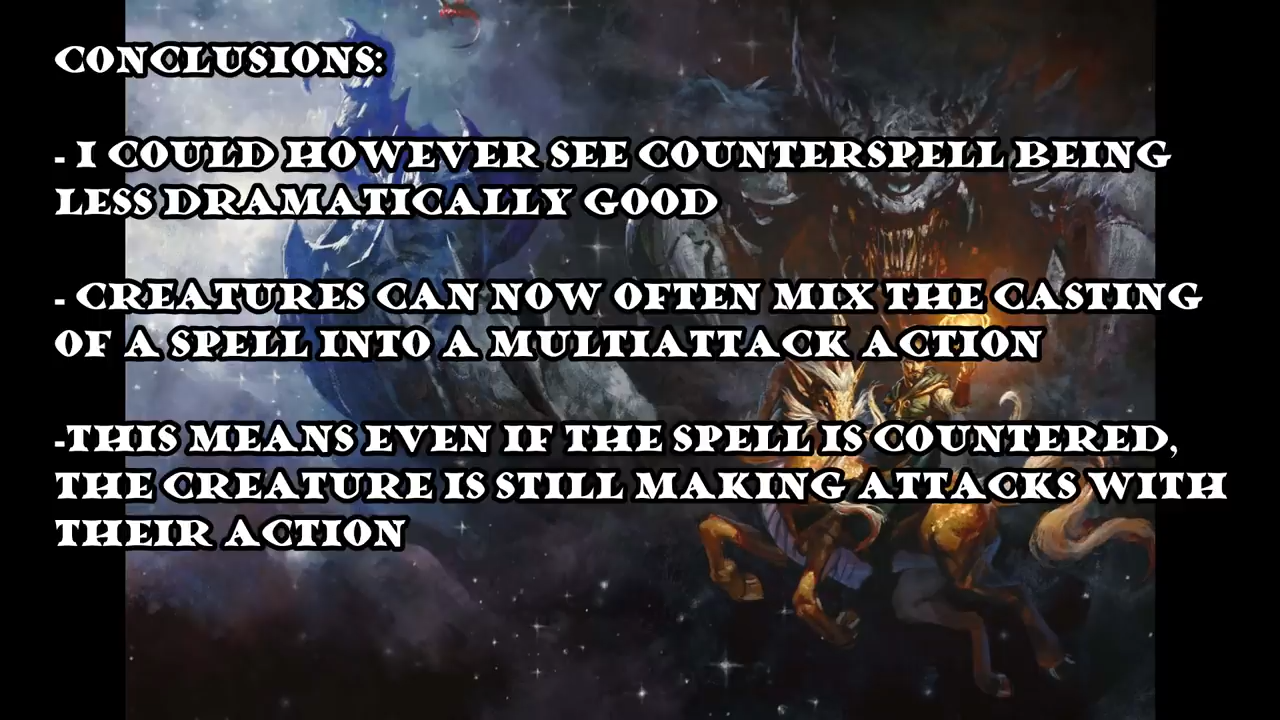 CONCLUSIONS:
- I COULD HOWEVER SEE COUNTERSPELL BEING
LESS DRAMATICALLY GOOD
- CREATURES CAN NOW OFTEN MIX THE CASTING
OF A SPELL INTO A MULTIATTACK ACTION
-THIS MEANS EVEN IF THE SPELL IS COUNTERED,
THE CREATURE IS STILL MAKING ATTACKS WITH
THEIR ACTION